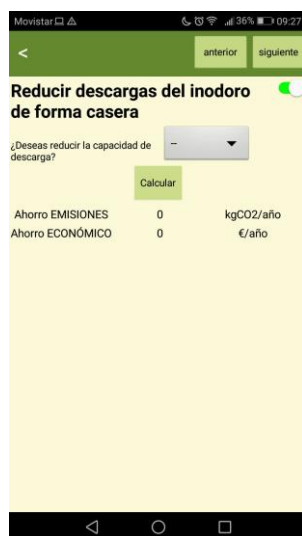 Movistar 36% 09:27
< anterior siguiente
Reducir descargas del inodoro
de forma casera
¿Deseas reducir la capacidad de
descarga?
--
Calcular
Ahorro EMISIONES 0 kgCO2/año
Ahorro ECONÓMICO 0 €/año